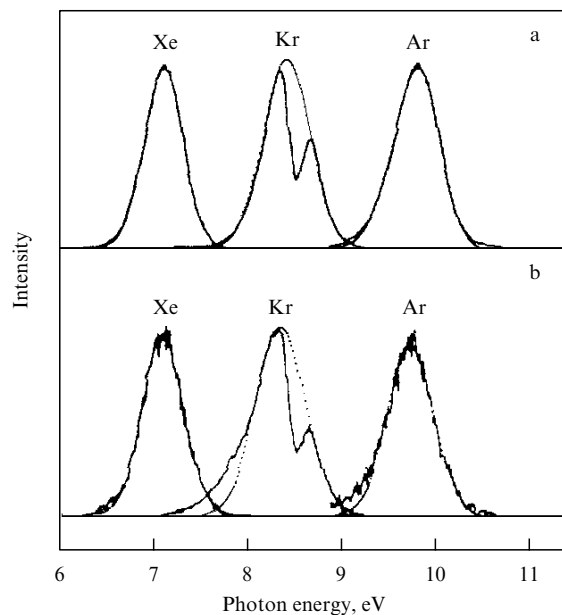 Xe Kr Ar a
Xe Kr Ar b
Intensity
6 7 8 9 10 11
Photon energy, eV